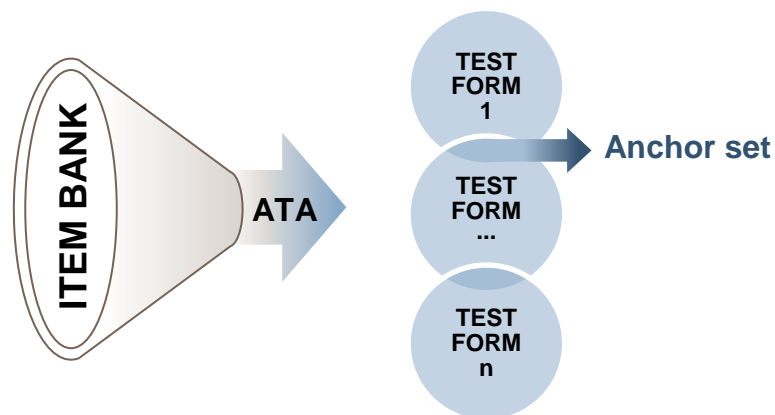 ITEM BANK
ATA
TEST
FORM
1
Anchor set
TEST
FORM
...
TEST
FORM
n